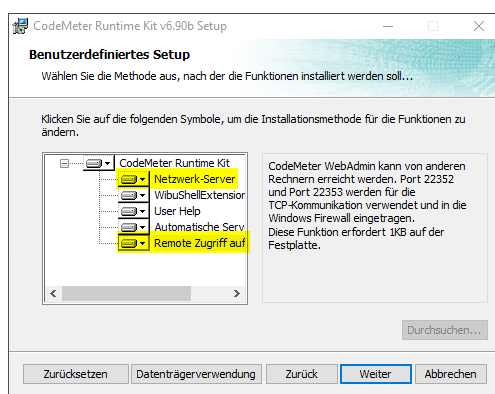 CodeMeter Runtime Kit v6.90b Setup
Benutzerdefiniertes Setup
Wählen Sie die Methode aus, nach der die Funktionen installiert werden soll...
Klicken Sie auf die folgenden Symbole, um die Installationsmethode für die Funktionen zu
ändern.
CodeMeter Runtime Kit
Netzwerk-Server
WibuShellExtension
User Help
Automatische Serv
Remote Zugriff auf
CodeMeter WebAdmin kann von anderen
Rechnern erreicht werden. Port 22352
und Port 22353 werden für die
TCP-Kommunikation verwendet und in die
Windows Firewall eingetragen.
Diese Funktion erfordert 1KB auf der
Festplatte.
Durchsuchen...
Zurücksetzen
Datenträgerverwendung
Zurück
Weiter
Abbrechen